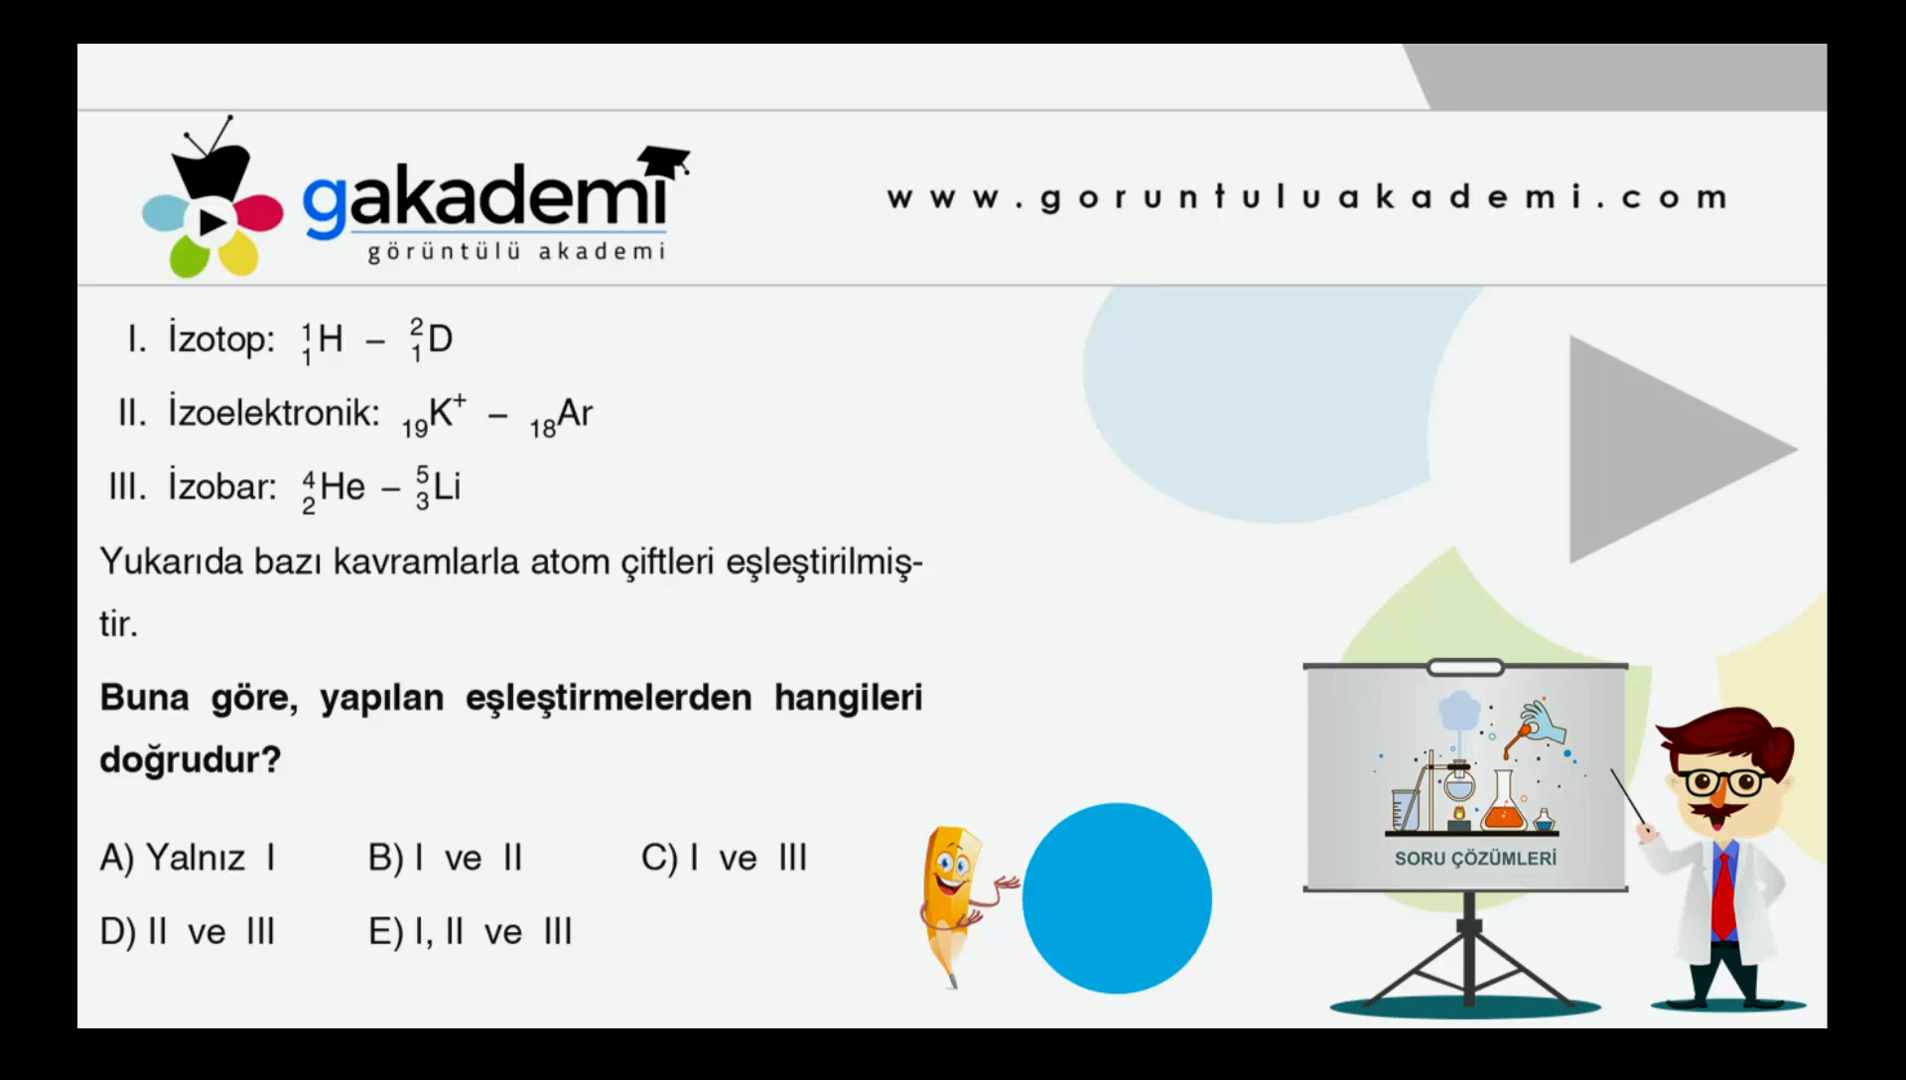 gakademi
görüntülü akademi
www.goruntuluakademi.com
I. İzotop: ¹₁H – ²₁D
II. İzoelektronik: ₁₉K⁺ – ₁₈Ar
III. İzobar: ⁴₂He – ⁵₃Li
Yukarıda bazı kavramlarla atom çiftleri eşleştirilmiş-
tir.
Buna göre, yapılan eşleştirmelerden hangileri
doğrudur?
A) Yalnız I B) I ve II C) I ve III
D) II ve III E) I, II ve III
SORU ÇÖZÜMLERİ